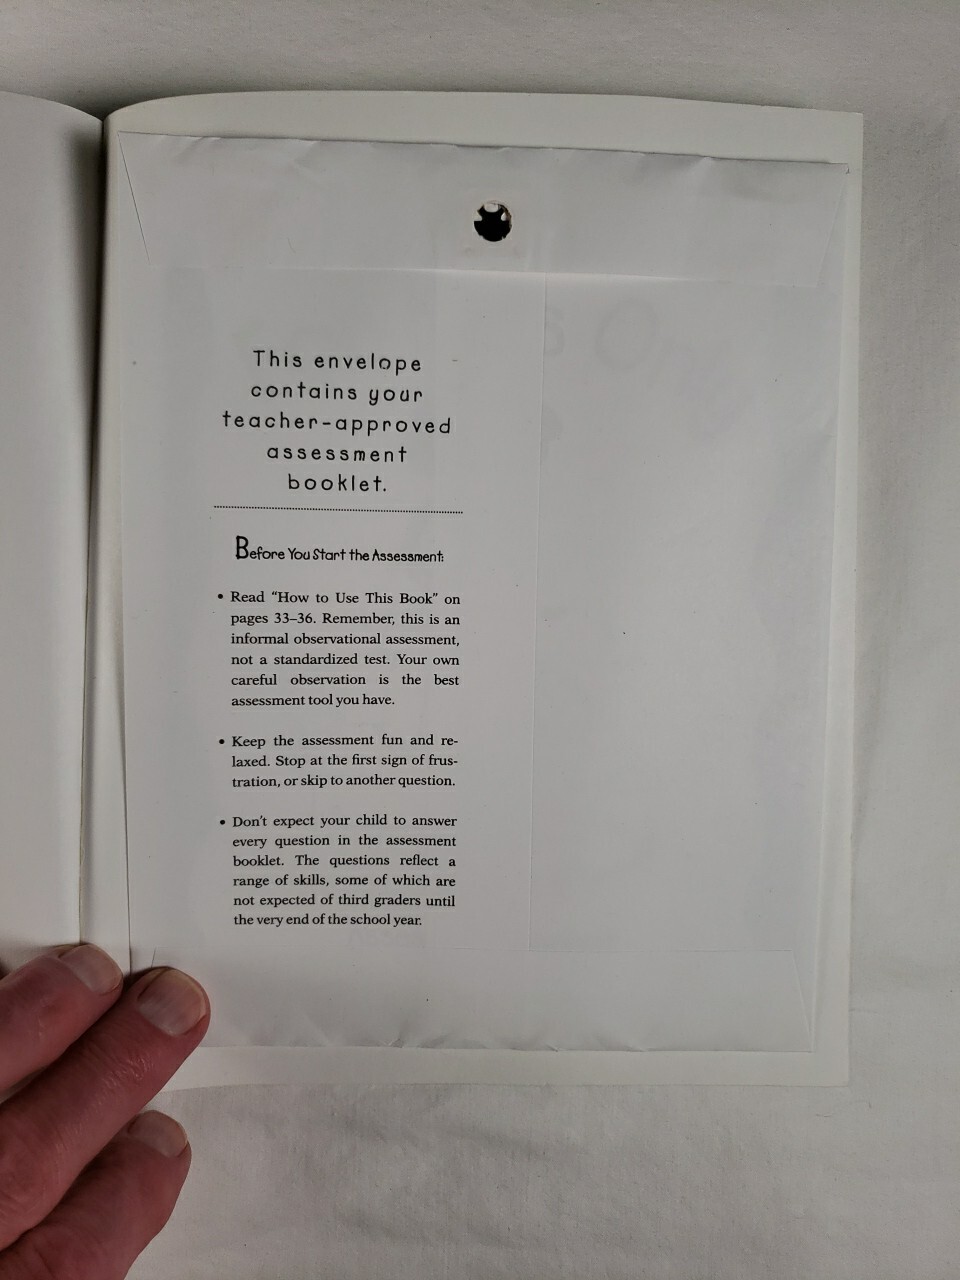 This envelope
contains your
teacher-approved
assessment
booklet.
Before You Start the Assessment:
• Read “How to Use This Book” on
pages 33–36. Remember, this is an
informal observational assessment,
not a standardized test. Your own
careful observation is the best
assessment tool you have.
• Keep the assessment fun and re-
laxed. Stop at the first sign of frus-
tration, or skip to another question.
• Don’t expect your child to answer
every question in the assessment
booklet. The questions reflect a
range of skills, some of which are
not expected of third graders until
the very end of the school year.